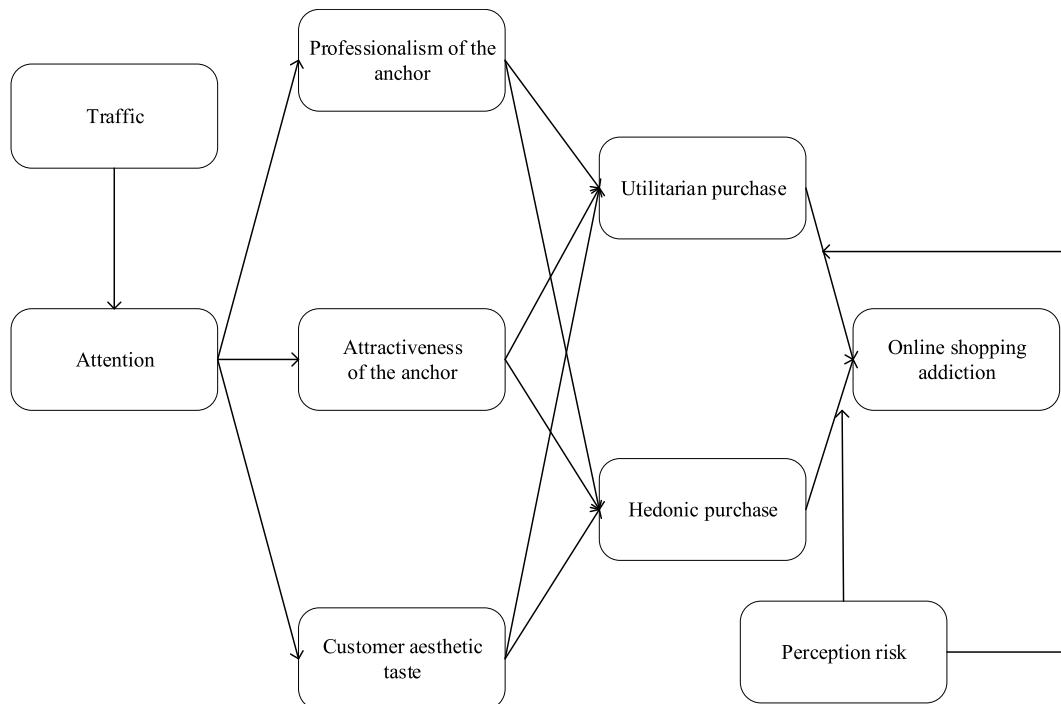 Professionalism of the
anchor
Traffic
Utilitarian purchase
Attention
Attractiveness
of the anchor
Online shopping
addiction
Hedonic purchase
Customer aesthetic
taste
Perception risk